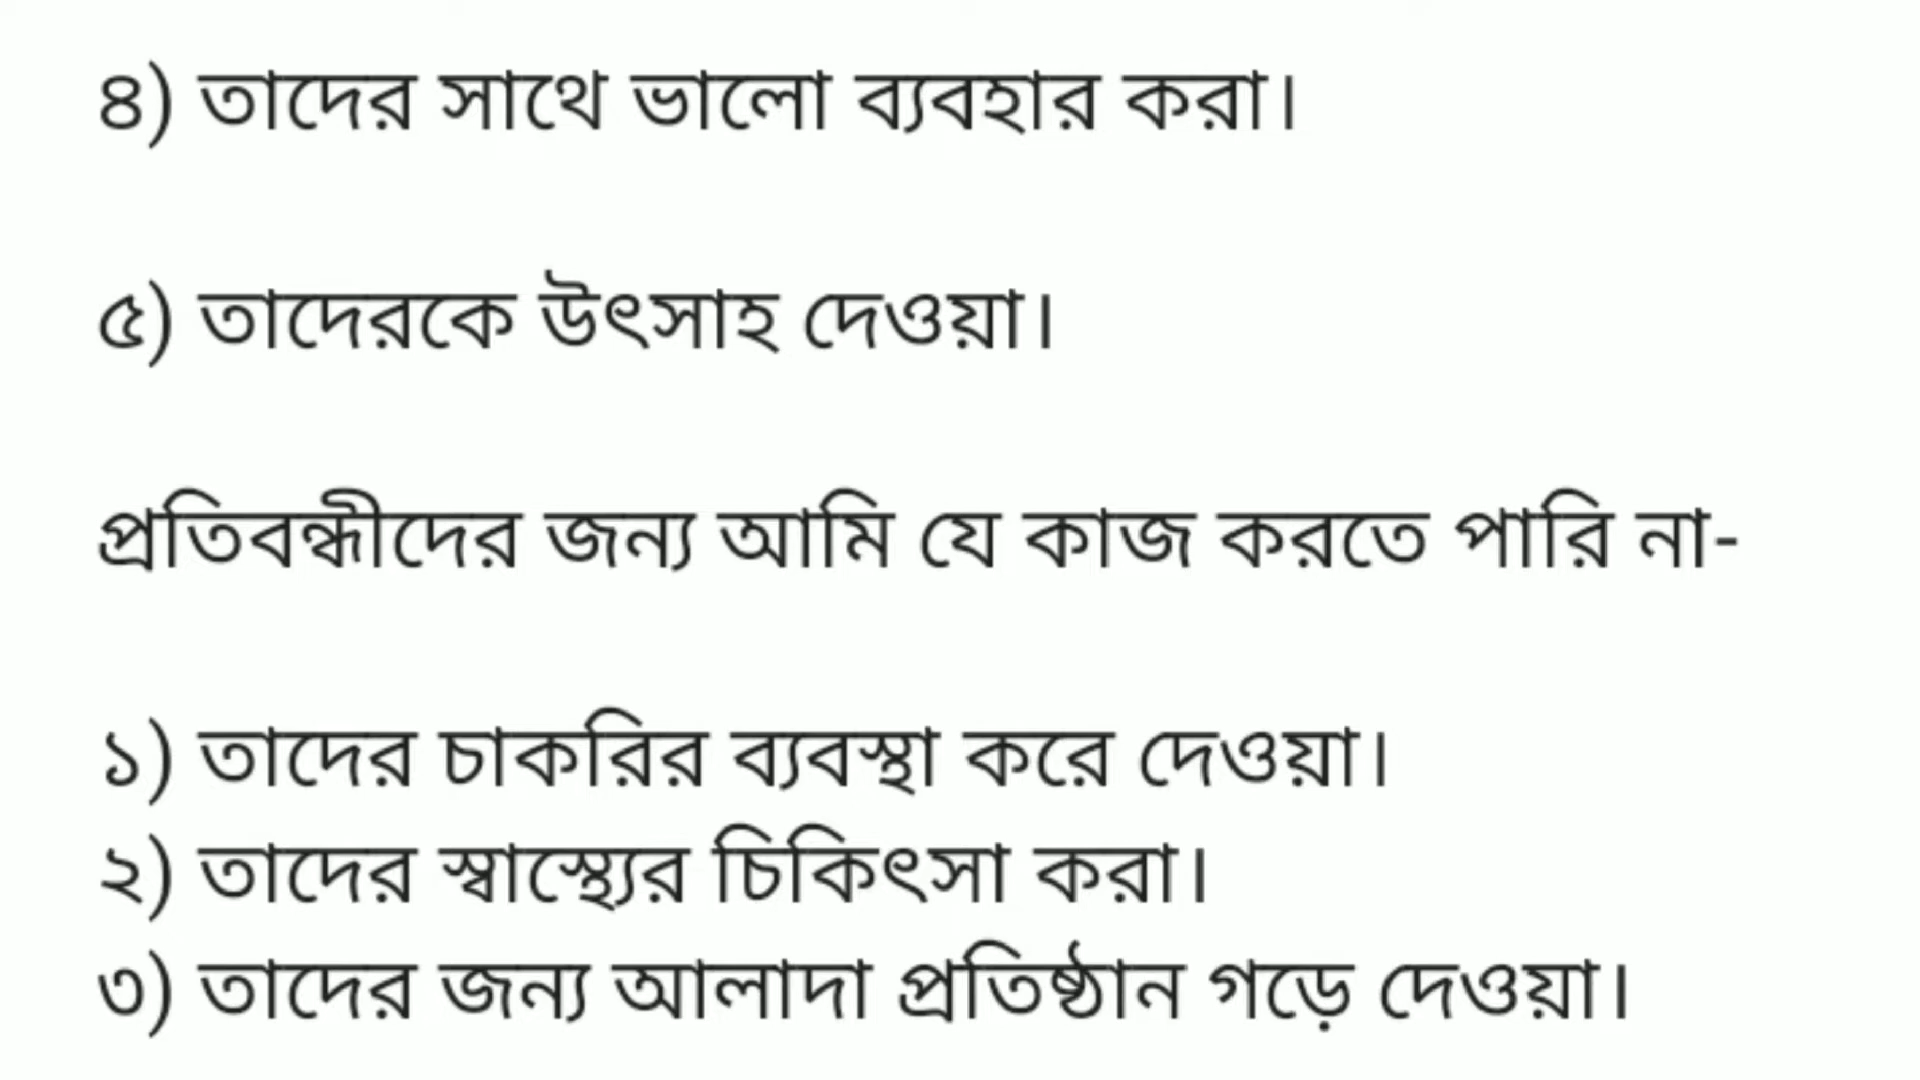 ৪) তাদের সাথে ভালো ব্যবহার করা।
৫) তাদেরকে উৎসাহ দেওয়া।
প্রতিবন্ধীদের জন্য আমি যে কাজ করতে পারি না-
১) তাদের চাকরির ব্যবস্থা করে দেওয়া।
২) তাদের স্বাস্থ্যের চিকিৎসা করা।
৩) তাদের জন্য আলাদা প্রতিষ্ঠান গড়ে দেওয়া।